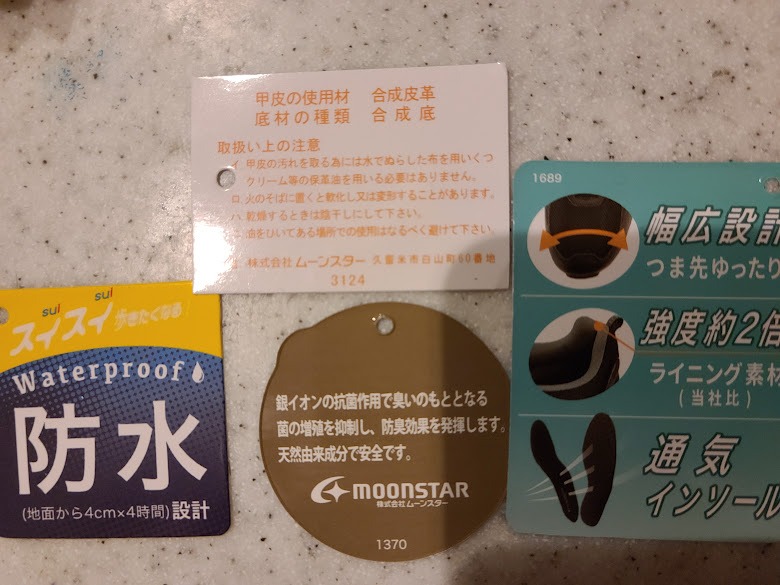 甲皮の使用材 合成皮革
底材の種類 合成底
取扱い上の注意
イ. 甲皮の汚れを取る為には水でぬらした布を用いくつ
クリーム等の保革油を用いる必要はありません。
ロ. 火のそばに置くと軟化し又は変形することがあります。
ハ. 乾燥するときは陰干しにして下さい。
油をひいてある場所での使用はなるべく避けて下さい。
株式会社 ムーンスター 久留米市白山町60番地
3124
sui sui
スイスイ歩きたくなる
Waterproof
防水
(地面から4cm×4時間)設計
銀イオンの抗菌作用で臭いのもととなる
菌の増殖を抑制し、防臭効果を発揮します。
天然由来成分で安全です。
MOONSTAR
株式会社ムーンスター
1370
1689
幅広設計
つま先ゆったり
強度約2倍
ライニング素材
(当社比)
通気
インソール